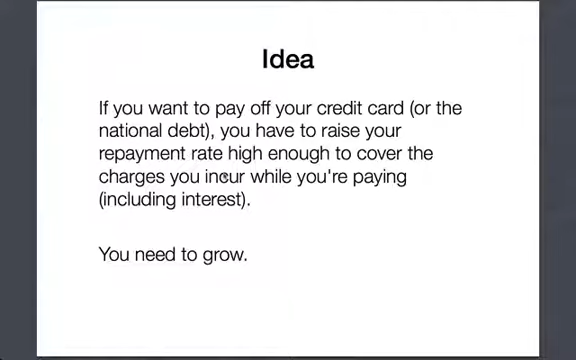 Idea
If you want to pay off your credit card (or the
national debt), you have to raise your
repayment rate high enough to cover the
charges you incur while you're paying
(including interest).
You need to grow.